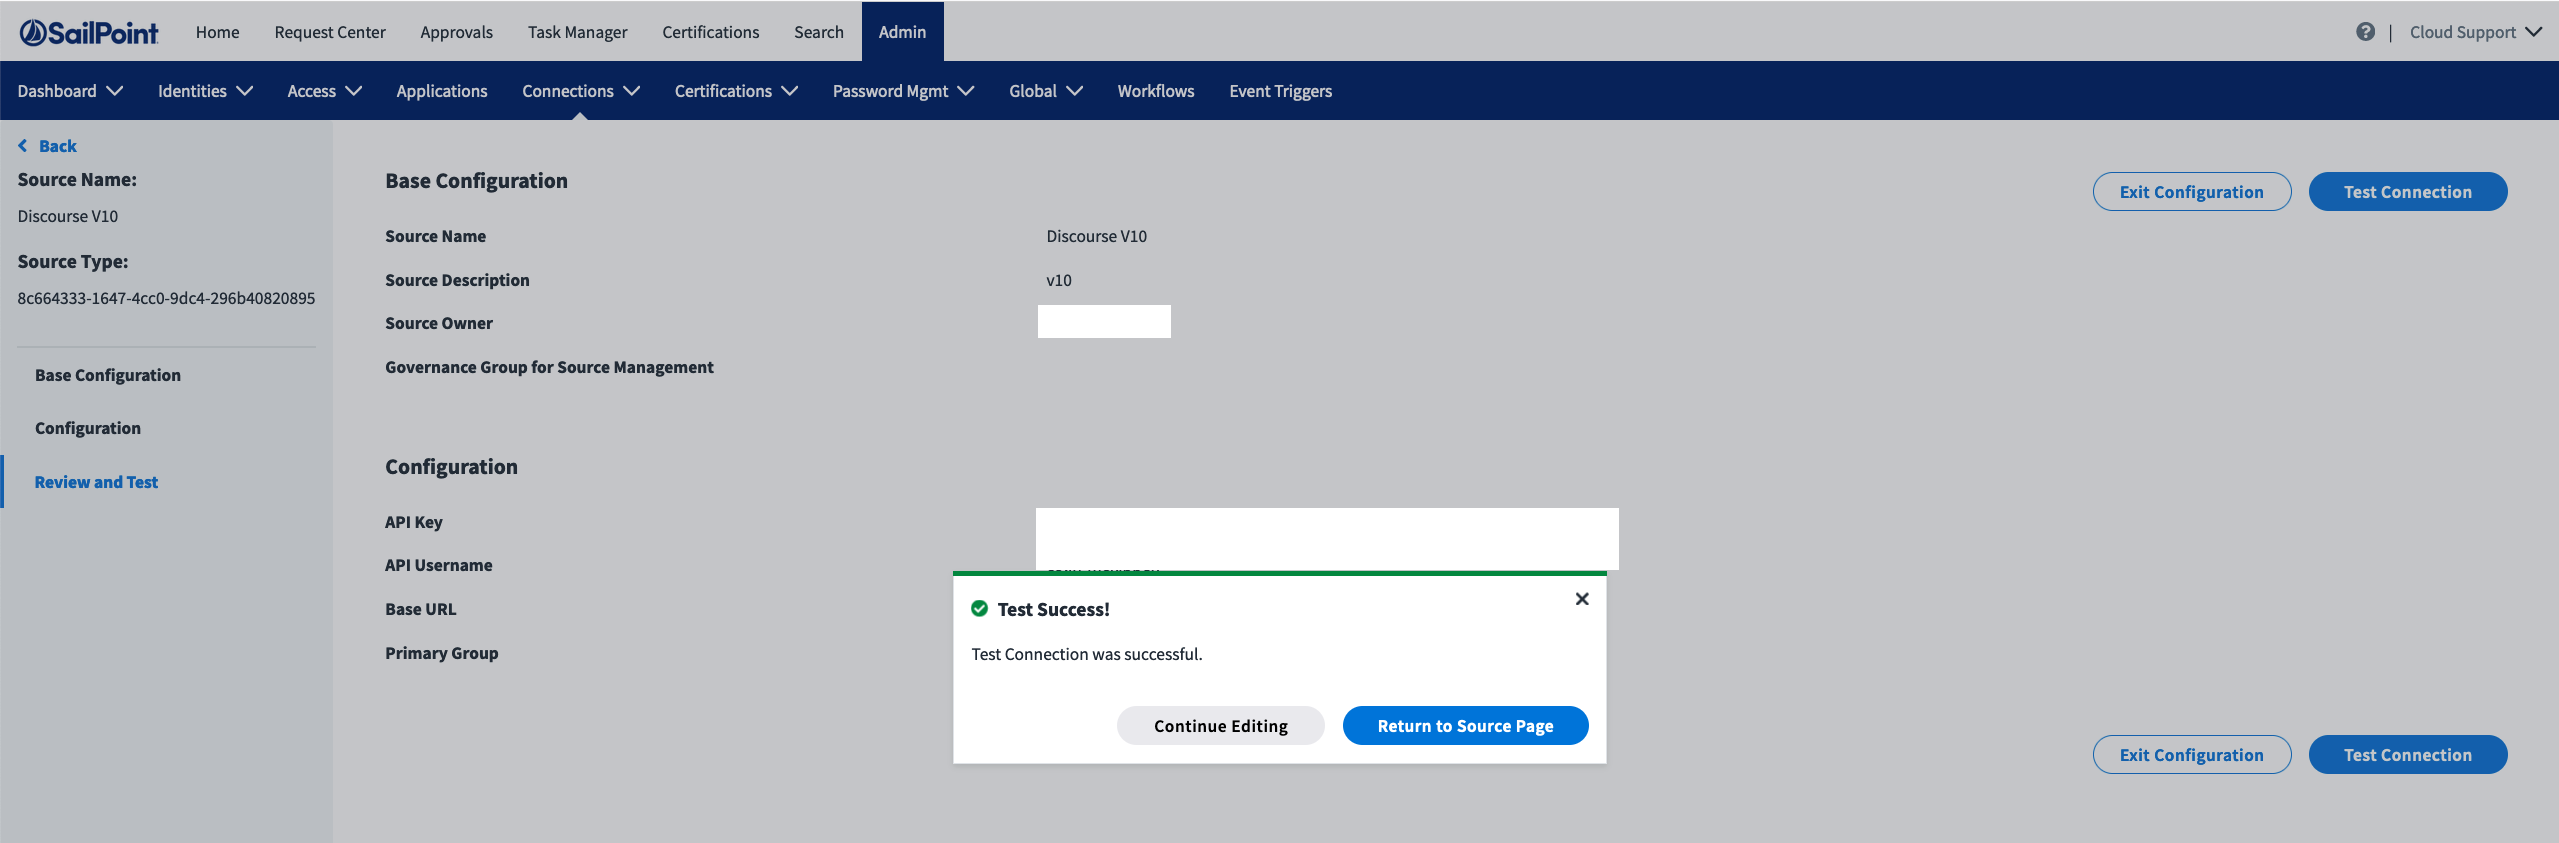 SailPoint Home Request Center Approvals Task Manager Certifications Search Admin ? | Cloud Support
Dashboard Identities Access Applications Connections Certifications Password Mgmt Global Workflows Event Triggers
Back
Source Name:
Discourse V10
Source Type:
8c664333-1647-4cc0-9dc4-296b40820895
Base Configuration
Configuration
Review and Test
Base Configuration
Exit Configuration Test Connection
Source Name Discourse V10
Source Description v10
Source Owner
Governance Group for Source Management
Configuration
API Key
API Username
Base URL
Primary Group
Test Success!
Test Connection was successful.
Continue Editing Return to Source Page
Exit Configuration Test Connection